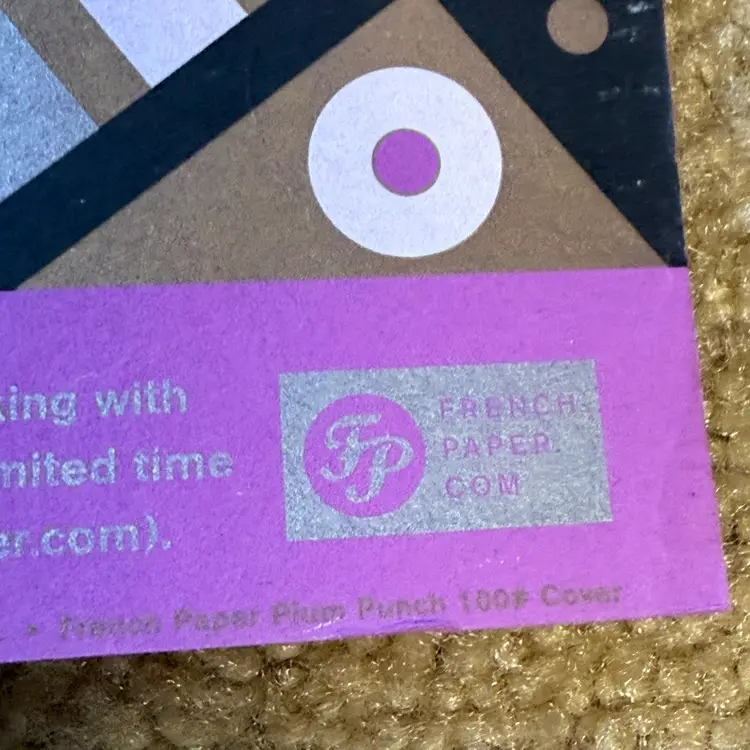 king with
mited time
er.com).
FP
FRENCH
PAPER
COM
• French Paper Plum Punch 100# Cover